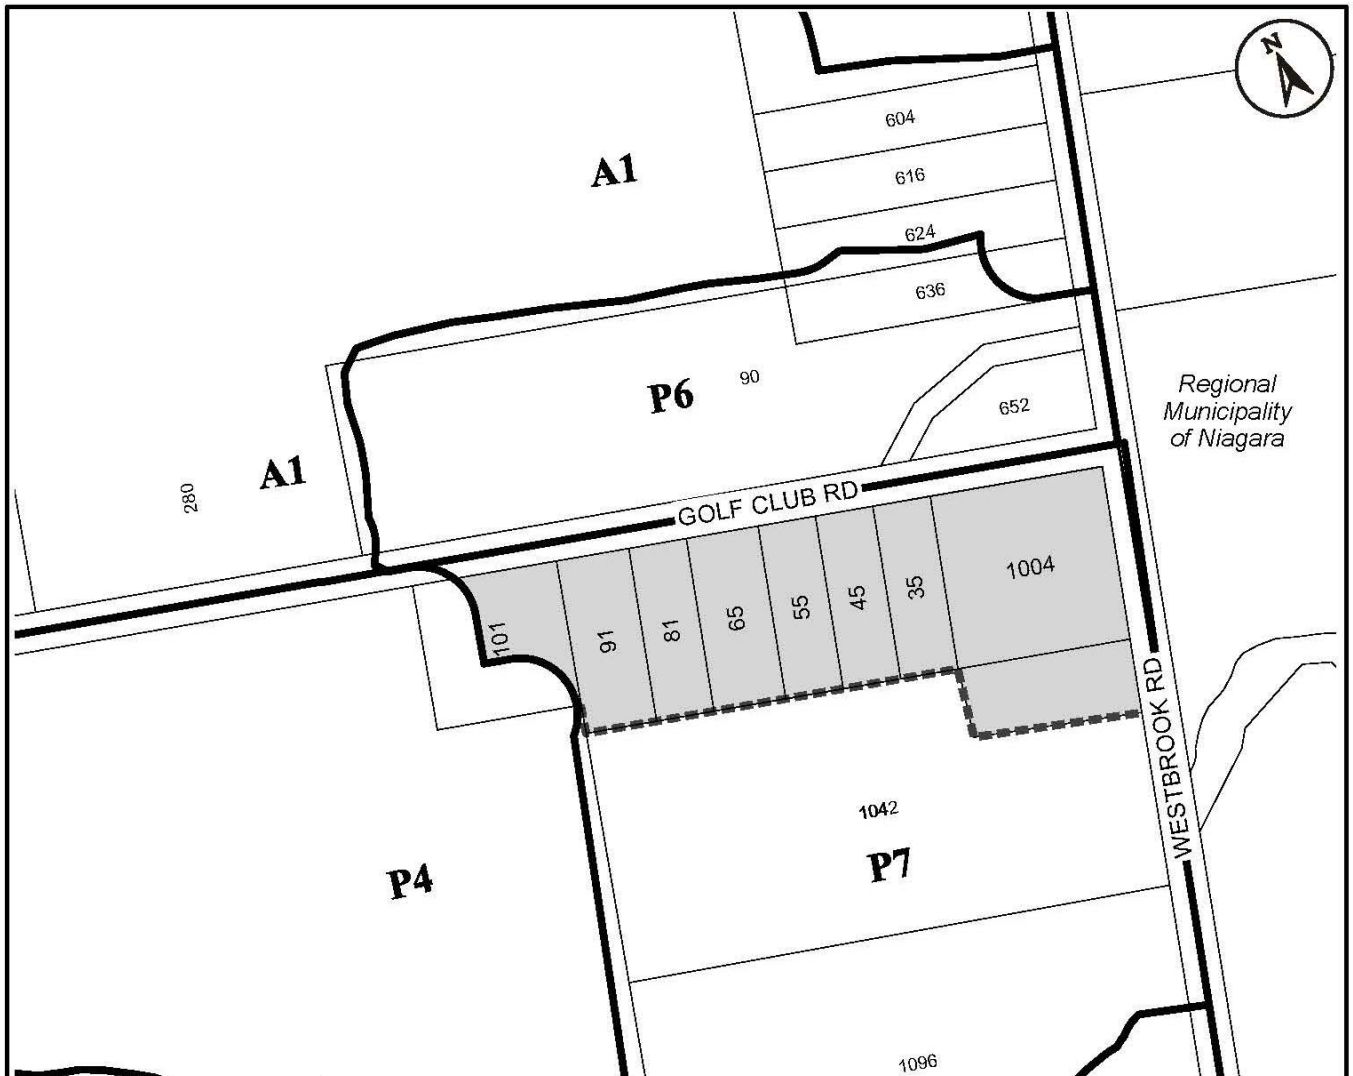 N
604
A1
616
624
636
90
P6
652
Regional
Municipality
of Niagara
A1
280
GOLF CLUB RD
1004
35
45
55
65
81
91
101
WESTBROOK RD
1042
P7
P4
1096